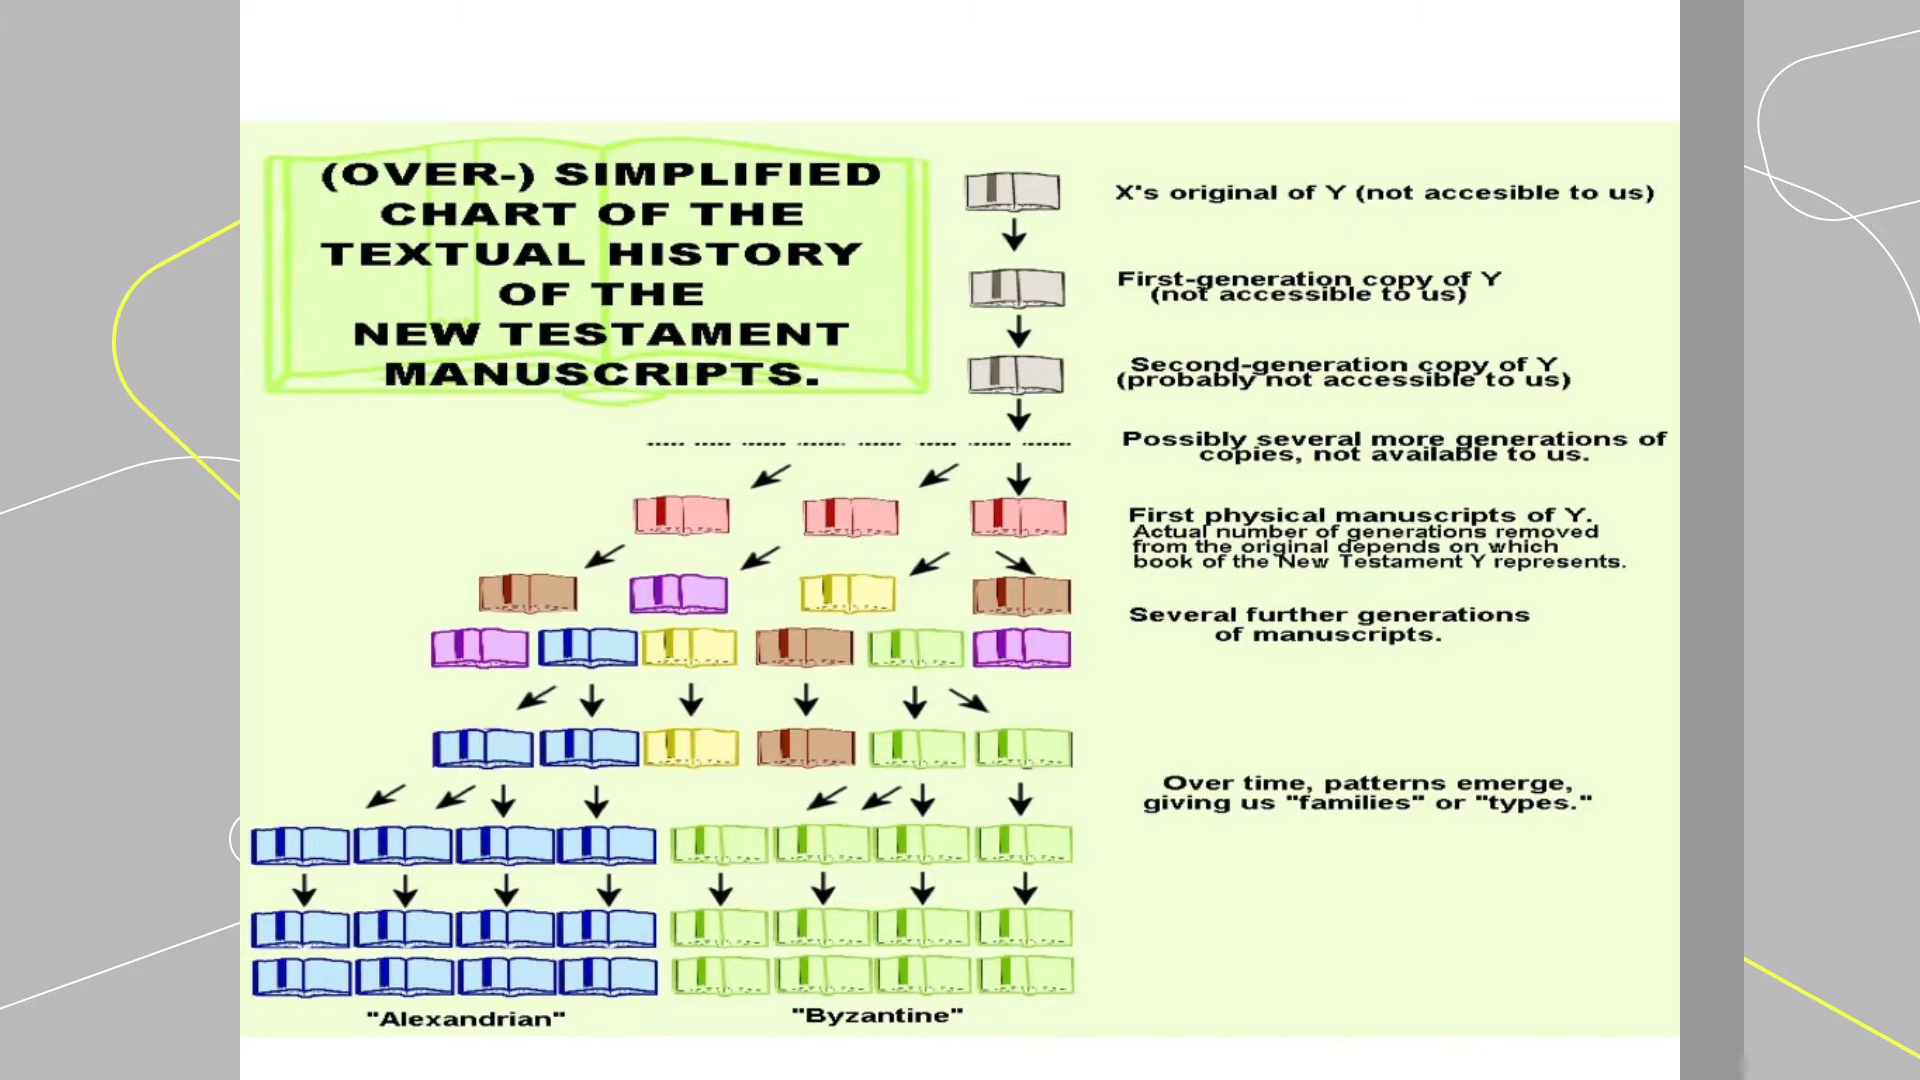 (OVER-) SIMPLIFIED
CHART OF THE
TEXTUAL HISTORY
OF THE
NEW TESTAMENT
MANUSCRIPTS.
X's original of Y (not accesible to us)
First-generation copy of Y
(not accessible to us)
Second-generation copy of Y
(probably not accessible to us)
Possibly several more generations of
copies, not available to us.
First physical manuscripts of Y.
Actual number of generations removed
from the original depends on which
book of the New Testament Y represents.
Several further generations
of manuscripts.
Over time, patterns emerge,
giving us "families" or "types."
"Alexandrian"
"Byzantine"